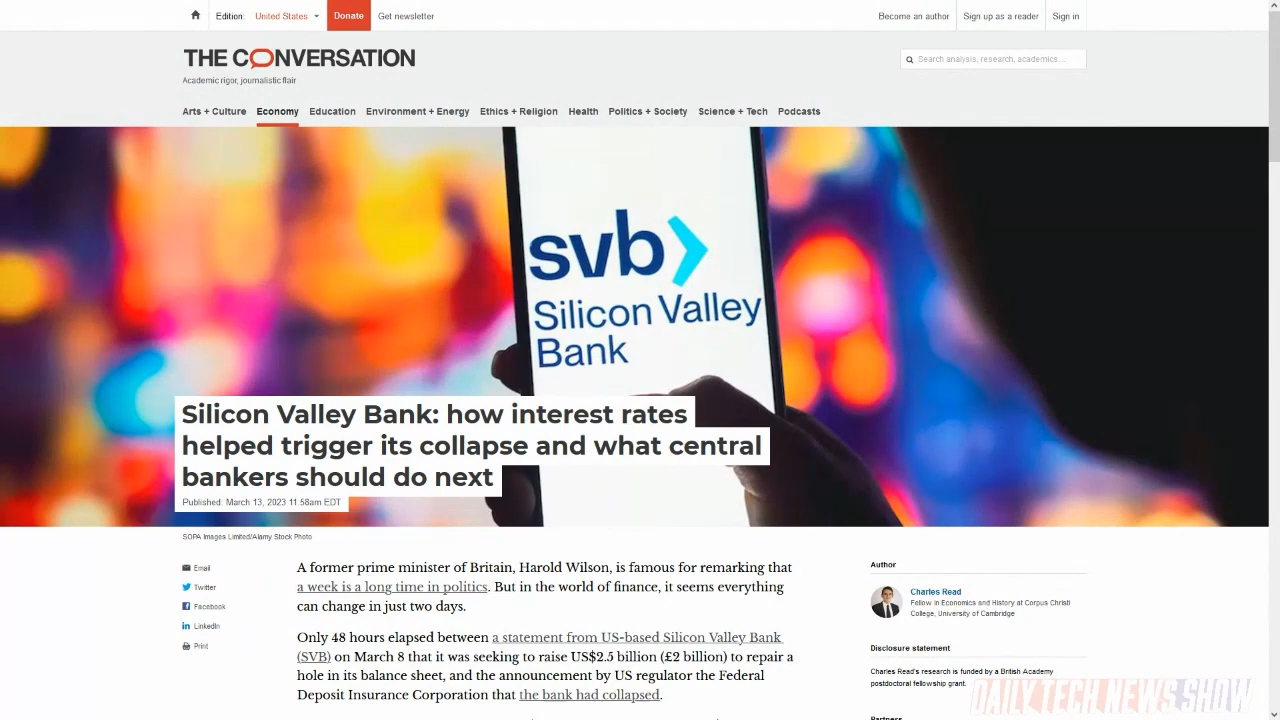 Edition: United States Donate Get newsletter Become an author Sign up as a reader Sign in
THE CONVERSATION
Academic rigor, journalistic flair
Search analysis, research, academics…
Arts + Culture Economy Education Environment + Energy Ethics + Religion Health Politics + Society Science + Tech Podcasts
svb
Silicon Valley
Bank
Silicon Valley Bank: how interest rates
helped trigger its collapse and what central
bankers should do next
Published: March 13, 2023 11.58am EDT
SOPA Images Limited/Alamy Stock Photo
Email
Twitter
Facebook
LinkedIn
Print
A former prime minister of Britain, Harold Wilson, is famous for remarking that
a week is a long time in politics. But in the world of finance, it seems everything
can change in just two days.
Only 48 hours elapsed between a statement from US-based Silicon Valley Bank
(SVB) on March 8 that it was seeking to raise US$2.5 billion (£2 billion) to repair a
hole in its balance sheet, and the announcement by US regulator the Federal
Deposit Insurance Corporation that the bank had collapsed.
Author
Charles Read
Fellow in Economics and History at Corpus Christi
College, University of Cambridge
Disclosure statement
Charles Read's research is funded by a British Academy
postdoctoral fellowship grant.
DAILY TECH NEWS SHOW
Partners